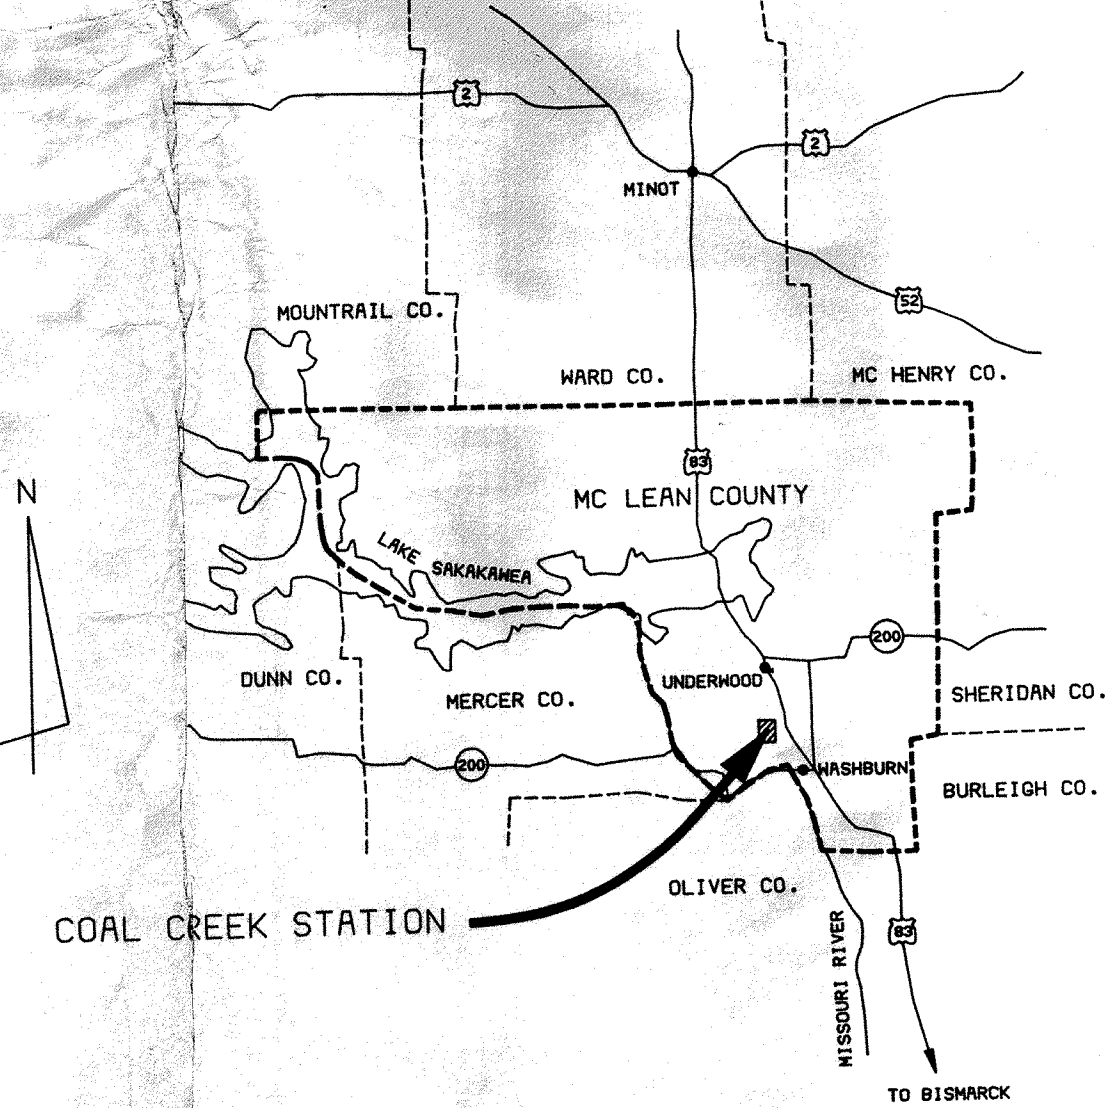 2
2
MINOT
52
MOUNTRAIL CO.
WARD CO.
MC HENRY CO.
83
MC LEAN COUNTY
N
LAKE SAKAKAWEA
200
DUNN CO.
MERCER CO.
UNDERWOOD
SHERIDAN CO.
200
WASHBURN
BURLEIGH CO.
OLIVER CO.
COAL CREEK STATION
83
MISSOURI RIVER
TO BISMARCK